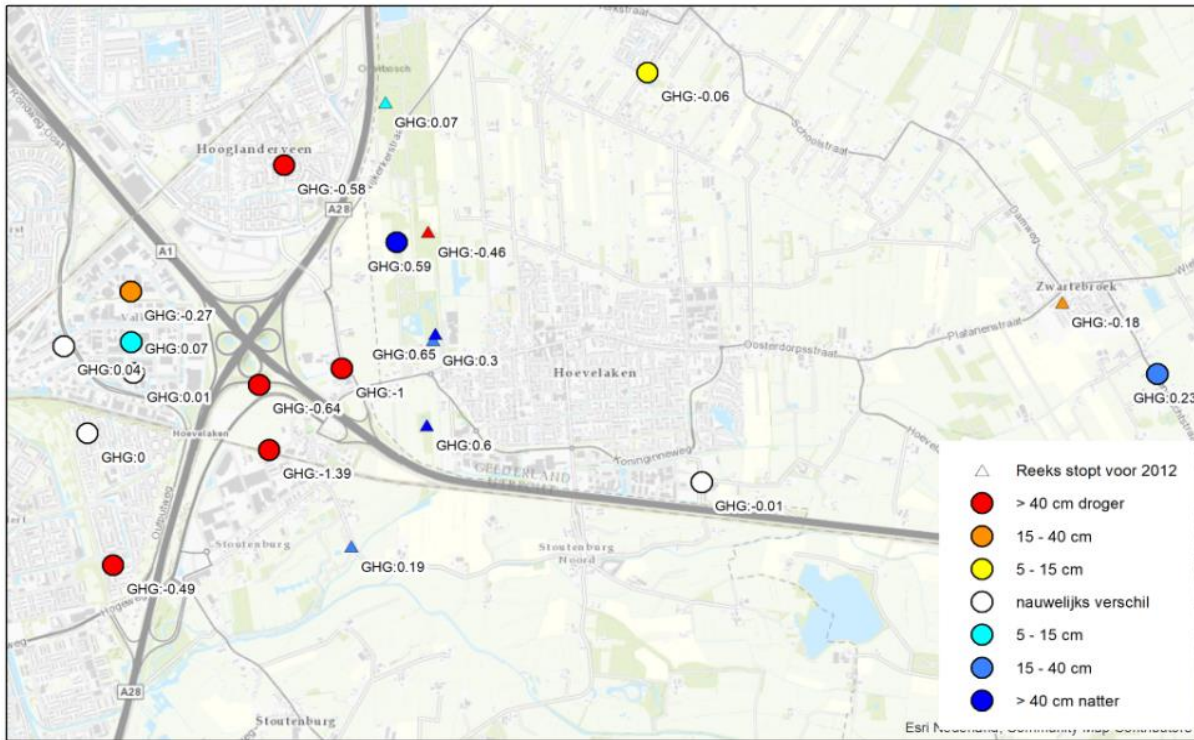 GHG:-0.06
GHG:0.07
Schoolstraat
Hooglanderveen
GHG:-0.58
A28
GHG:-0.46
Damweg
A1
GHG:0.59
Zwartebroek
GHG:-0.27
GHG:-0.18
Platanenstraat
GHG:0.07
GHG:0.65
GHG:0.3
Oosterdorpsstraat
GHG:0.04
Hoevelaken
GHG:-1
GHG:0.01
GHG:-0.64
GHG:0.23
Hoevelaken
GHG:0.6
GHG:0
Koninginneweg
GHG:-1.39
GELDERLAND
UTRECHT
GHG:-0.01
Outputweg
Stoutenburg
Stoutenburg
Noord
GHG:0.19
GHG:-0.49
Hogeweg
A28
Stoutenburg
Reeks stopt voor 2012
> 40 cm droger
15 - 40 cm
5 - 15 cm
nauwelijks verschil
5 - 15 cm
15 - 40 cm
> 40 cm natter
Esri Nederland, Community Map Contributors